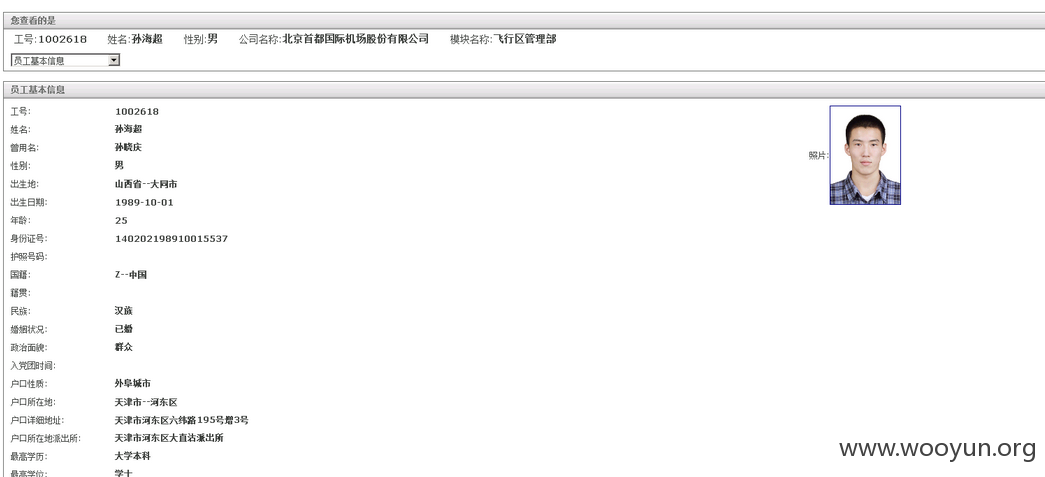 您查看的是
工号:1002618 姓名:孙海超 性别:男 公司名称:北京首都国际机场股份有限公司 模块名称:飞行区管理部
员工基本信息
员工基本信息
工号: 1002618
姓名: 孙海超
曾用名: 孙晓庆
性别: 男
照片:
出生地: 山西省--大同市
出生日期: 1989-10-01
年龄: 25
身份证号: 140202198910015537
护照号码:
国籍: Z--中国
籍贯:
民族: 汉族
婚姻状况: 已婚
政治面貌: 群众
入党团时间:
户口性质: 外阜城市
户口所在地: 天津市--河东区
户口详细地址: 天津市河东区六纬路195号增3号
户口所在地派出所: 天津市河东区大直沽派出所
最高学历: 大学本科
最高学位: 学士
www.wooyun.org